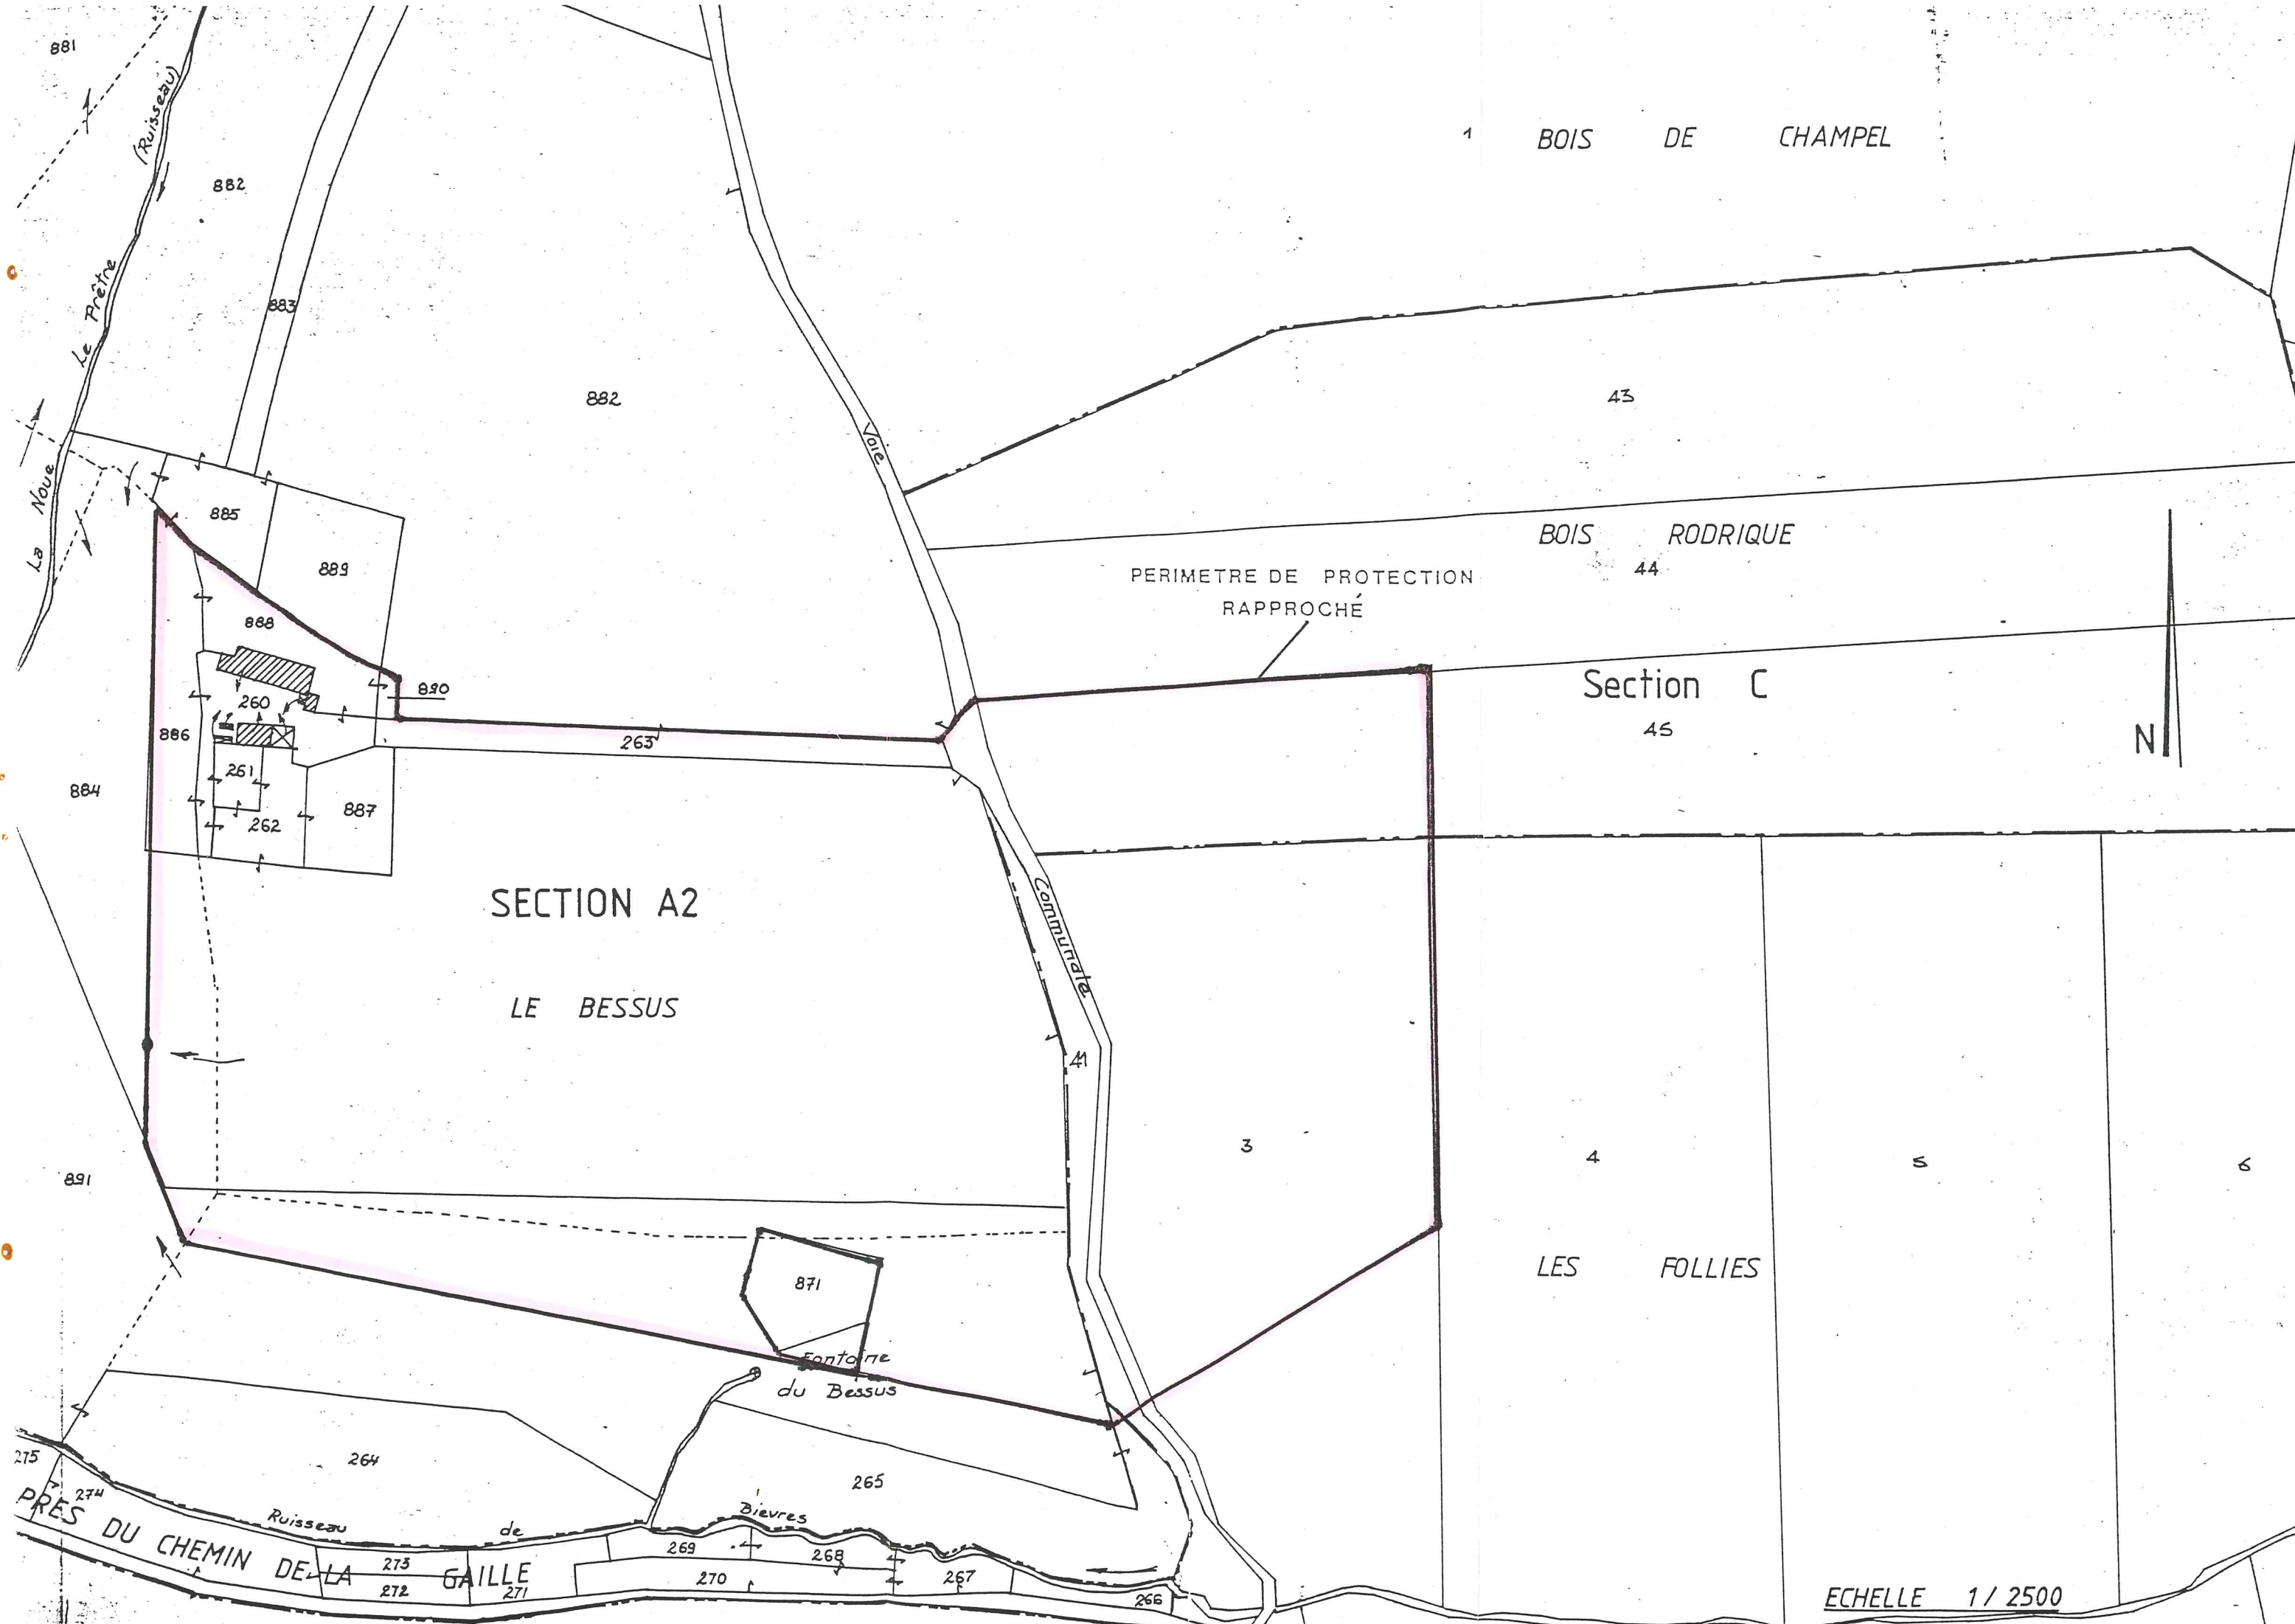 881
(Ruisseau)
1 BOIS DE CHAMPEL
882
Le Prêtre
883
882
43
Voie
La Noue
885
BOIS RODRIQUE
44
889
PERIMETRE DE PROTECTION
RAPPROCHÉ
888
890
Section C
45
260
886
263
N
261
884
887
262
SECTION A2
Communale
LE BESSUS
41
3
4
5
6
891
871
LES FOLLIES
Fontaine
du Bessus
264
265
275
274
Ruisseau de Bievres
PRES DU CHEMIN DE LA GAILLE
273
269
268
272
271
270
267
266
ECHELLE 1/2500